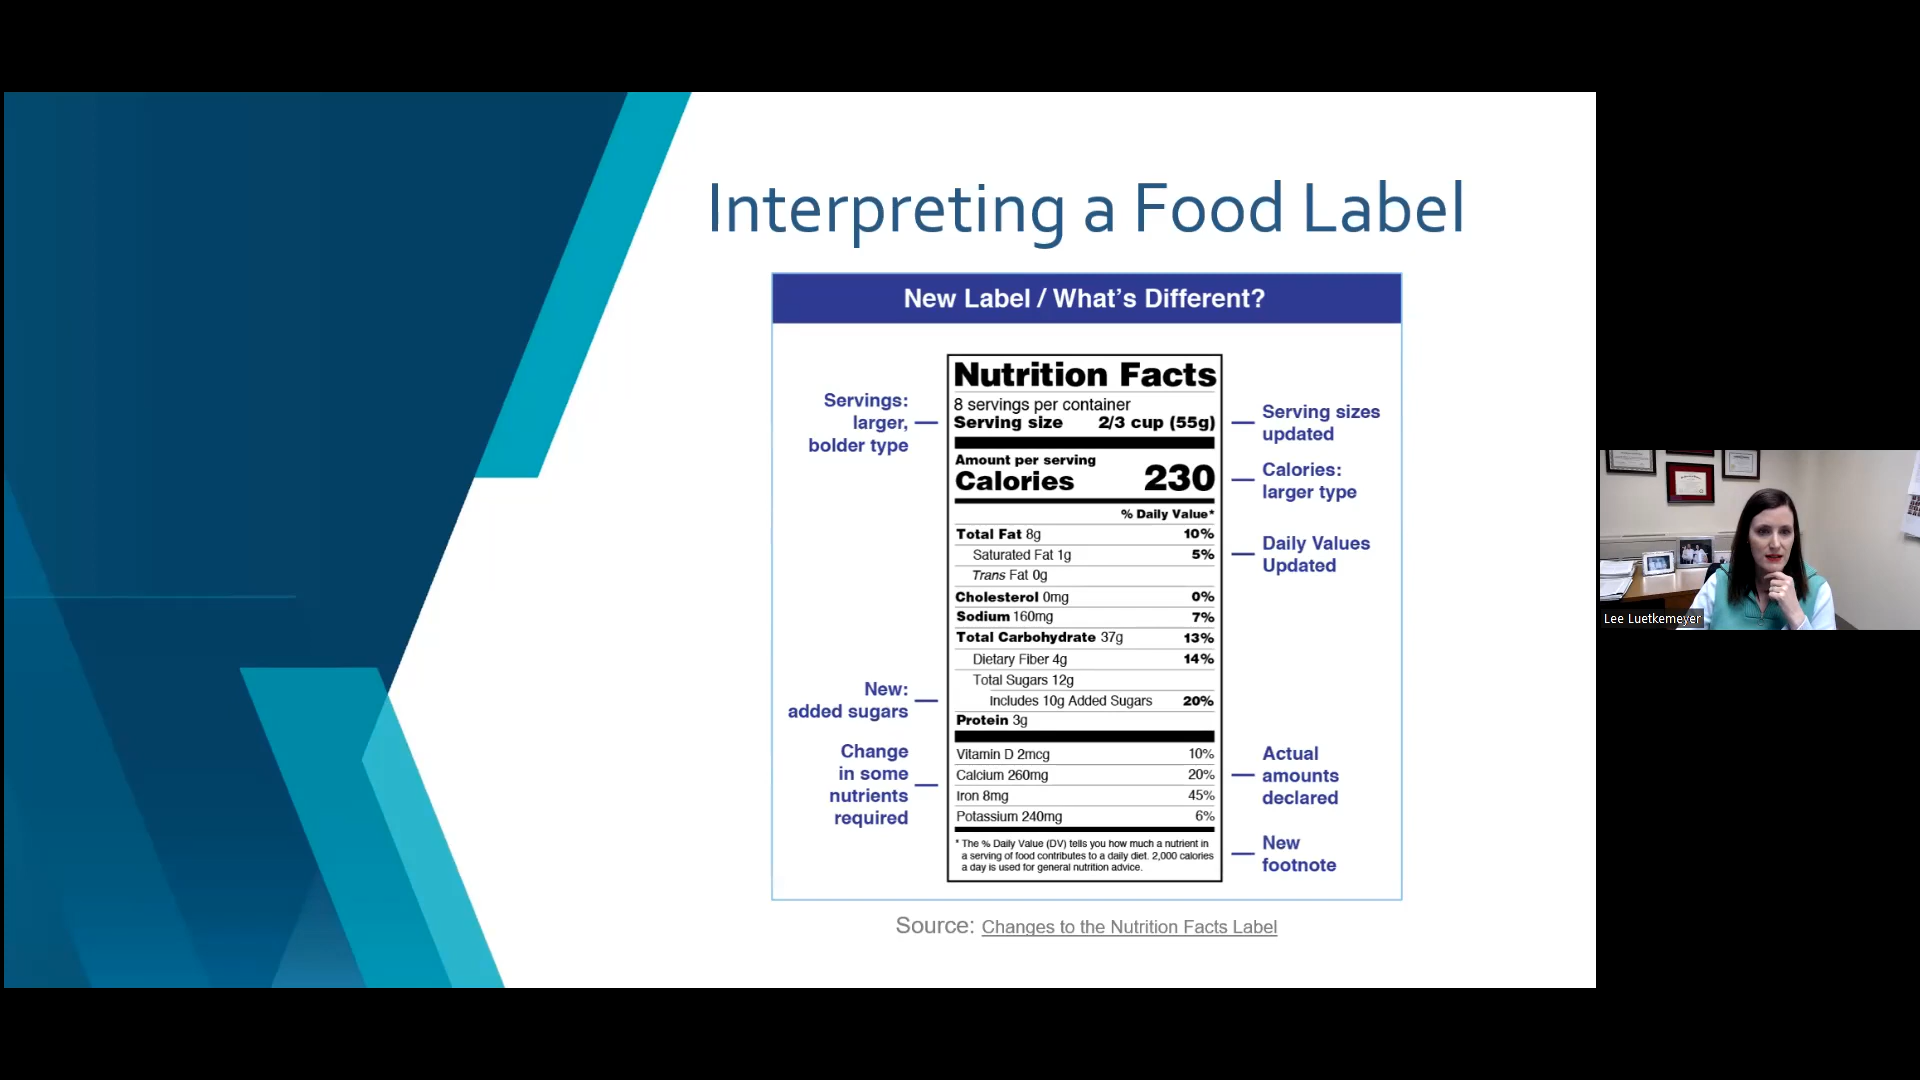 Interpreting a Food Label
New Label / What's Different?
Servings:
larger,
bolder type
New:
added sugars
Change
in some
nutrients
required
Nutrition Facts
8 servings per container
Serving size 2/3 cup (55g)
Amount per serving
Calories 230
% Daily Value*
Total Fat 8g 10%
Saturated Fat 1g 5%
Trans Fat 0g
Cholesterol 0mg 0%
Sodium 160mg 7%
Total Carbohydrate 37g 13%
Dietary Fiber 4g 14%
Total Sugars 12g
Includes 10g Added Sugars 20%
Protein 3g
Vitamin D 2mcg 10%
Calcium 260mg 20%
Iron 8mg 45%
Potassium 240mg 6%
* The % Daily Value (DV) tells you how much a nutrient in
a serving of food contributes to a daily diet. 2,000 calories
a day is used for general nutrition advice.
Serving sizes
updated
Calories:
larger type
Daily Values
Updated
Actual
amounts
declared
New
footnote
Source: Changes to the Nutrition Facts Label
Lee Luetkemeyer